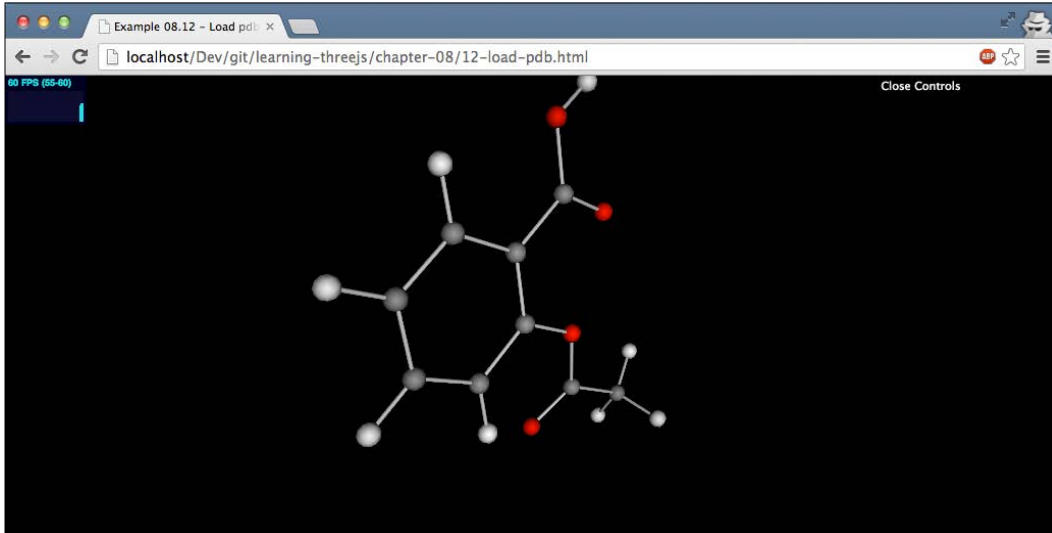 Example 08.12 - Load pdb
localhost/Dev/git/learning-threejs/chapter-08/12-load-pdb.html
ABP
60 FPS (55-60)
Close Controls